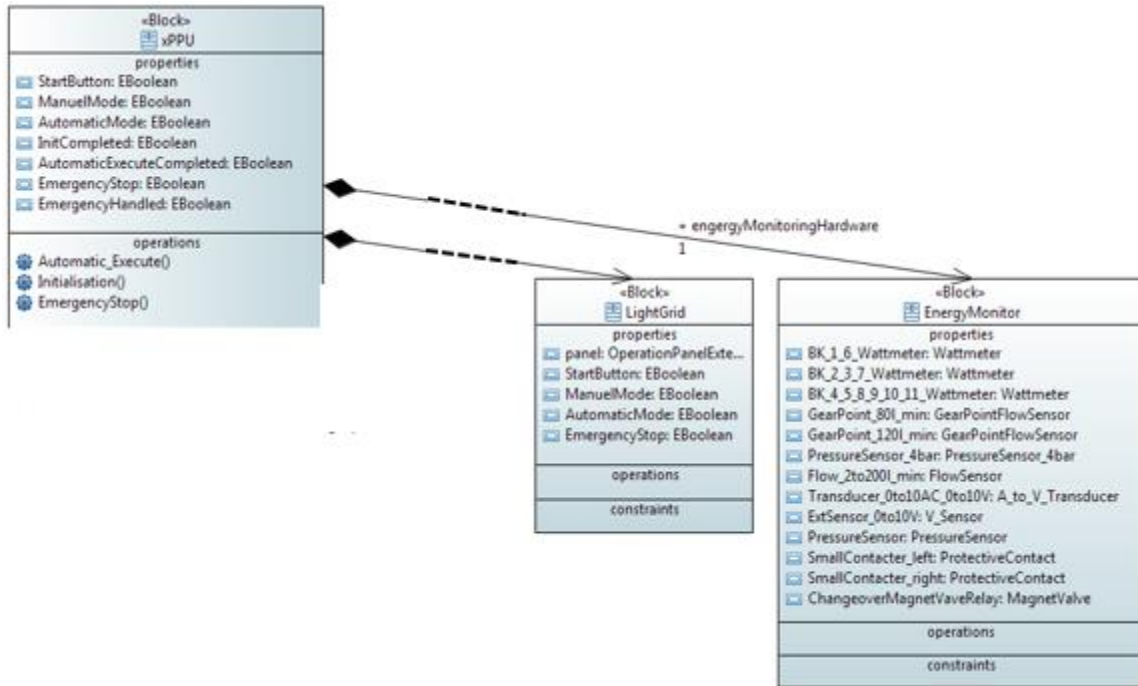 «Block»
xPPU
properties
StartButton: EBoolean
ManuelMode: EBoolean
AutomaticMode: EBoolean
InitCompleted: EBoolean
AutomaticExecuteCompleted: EBoolean
EmergencyStop: EBoolean
EmergencyHandled: EBoolean
operations
Automatic_Execute()
Initialisation()
EmergencyStop()
+ engergyMonitoringHardware
1
«Block»
LightGrid
properties
panel: OperationPanelExte...
StartButton: EBoolean
ManuelMode: EBoolean
AutomaticMode: EBoolean
EmergencyStop: EBoolean
operations
constraints
«Block»
EnergyMonitor
properties
BK_1_6_Wattmeter: Wattmeter
BK_2_3_7_Wattmeter: Wattmeter
BK_4_5_8_9_10_11_Wattmeter: Wattmeter
GearPoint_80l_min: GearPointFlowSensor
GearPoint_120l_min: GearPointFlowSensor
PressureSensor_4bar: PressureSensor_4bar
Flow_2to200l_min: FlowSensor
Transducer_0to10AC_0to10V: A_to_V_Transducer
ExtSensor_0to10V: V_Sensor
PressureSensor: PressureSensor
SmallContacter_left: ProtectiveContact
SmallContacter_right: ProtectiveContact
ChangeoverMagnetVaveRelay: MagnetValve
operations
constraints